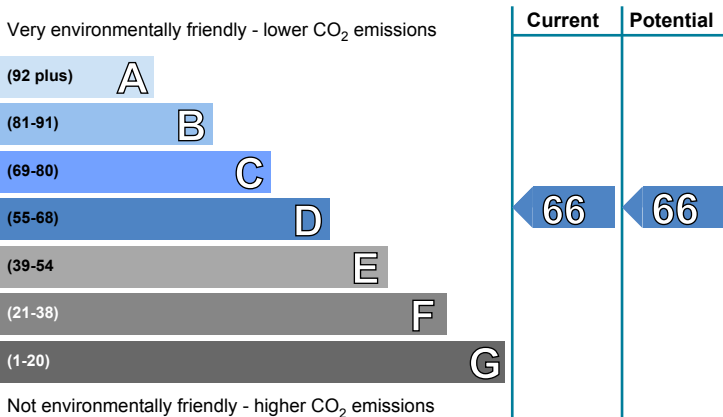 Very environmentally friendly - lower CO₂ emissions
Current Potential
(92 plus) A
(81-91) B
(69-80) C
(55-68) D
66 66
(39-54 E
(21-38) F
(1-20) G
Not environmentally friendly - higher CO₂ emissions